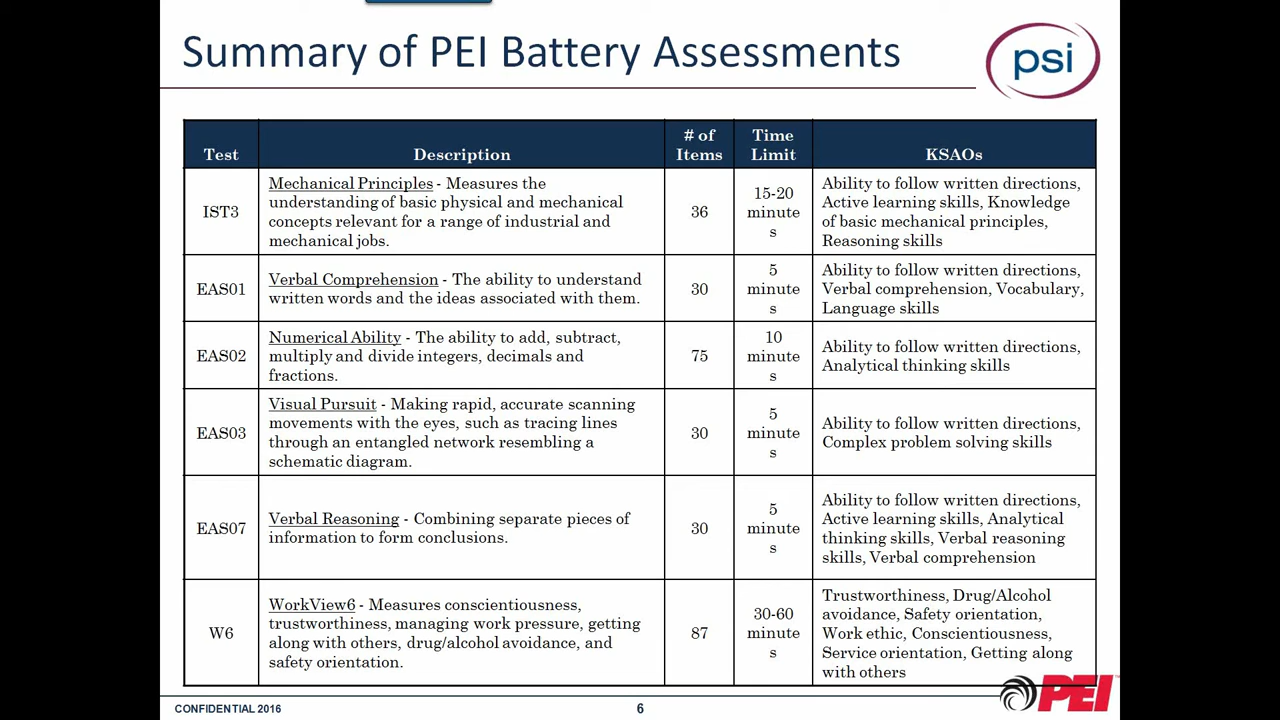 Summary of PEI Battery Assessments
psi
Test
Description
# of
Items
Time
Limit
KSAOs
IST3
Mechanical Principles - Measures the
understanding of basic physical and mechanical
concepts relevant for a range of industrial and
mechanical jobs.
36
15-20
minute
s
Ability to follow written directions,
Active learning skills, Knowledge
of basic mechanical principles,
Reasoning skills
EAS01
Verbal Comprehension - The ability to understand
written words and the ideas associated with them.
30
5
minute
s
Ability to follow written directions,
Verbal comprehension, Vocabulary,
Language skills
EAS02
Numerical Ability - The ability to add, subtract,
multiply and divide integers, decimals and
fractions.
75
10
minute
s
Ability to follow written directions,
Analytical thinking skills
EAS03
Visual Pursuit - Making rapid, accurate scanning
movements with the eyes, such as tracing lines
through an entangled network resembling a
schematic diagram.
30
5
minute
s
Ability to follow written directions,
Complex problem solving skills
EAS07
Verbal Reasoning - Combining separate pieces of
information to form conclusions.
30
5
minute
s
Ability to follow written directions,
Active learning skills, Analytical
thinking skills, Verbal reasoning
skills, Verbal comprehension
W6
WorkView6 - Measures conscientiousness,
trustworthiness, managing work pressure, getting
along with others, drug/alcohol avoidance, and
safety orientation.
87
30-60
minute
s
Trustworthiness, Drug/Alcohol
avoidance, Safety orientation,
Work ethic, Conscientiousness,
Service orientation, Getting along
with others
CONFIDENTIAL 2016
6
PEI